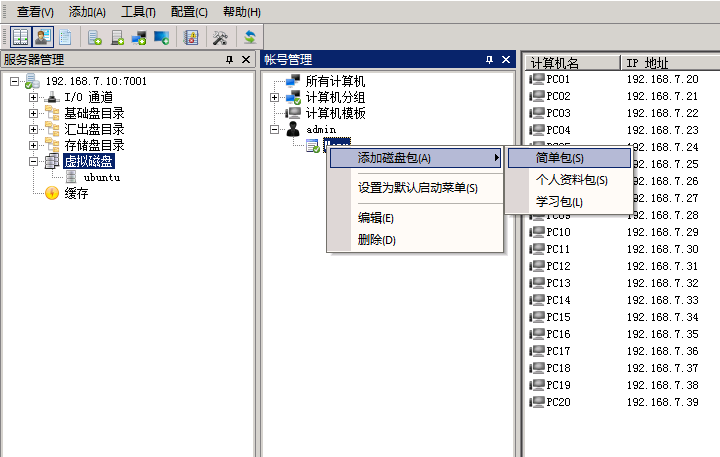 查看(V) 添加(A) 工具(T) 配置(C) 帮助(H)
服务器管理
192.168.7.10:7001
I/O 通道
基础盘目录
汇出盘目录
存储盘目录
虚拟磁盘
ubuntu
缓存
帐号管理
所有计算机
计算机分组
计算机模板
admin
添加磁盘包(A)
设置为默认启动菜单(S)
编辑(E)
删除(D)
简单包(S)
个人资料包(S)
学习包(L)
计算机名 IP 地址
PC01 192.168.7.20
PC02 192.168.7.21
PC03 192.168.7.22
PC04 192.168.7.23
192.168.7.24
192.168.7.25
192.168.7.26
192.168.7.27
PC09 192.168.7.28
PC10 192.168.7.29
PC11 192.168.7.30
PC12 192.168.7.31
PC13 192.168.7.32
PC14 192.168.7.33
PC15 192.168.7.34
PC16 192.168.7.35
PC17 192.168.7.36
PC18 192.168.7.37
PC19 192.168.7.38
PC20 192.168.7.39